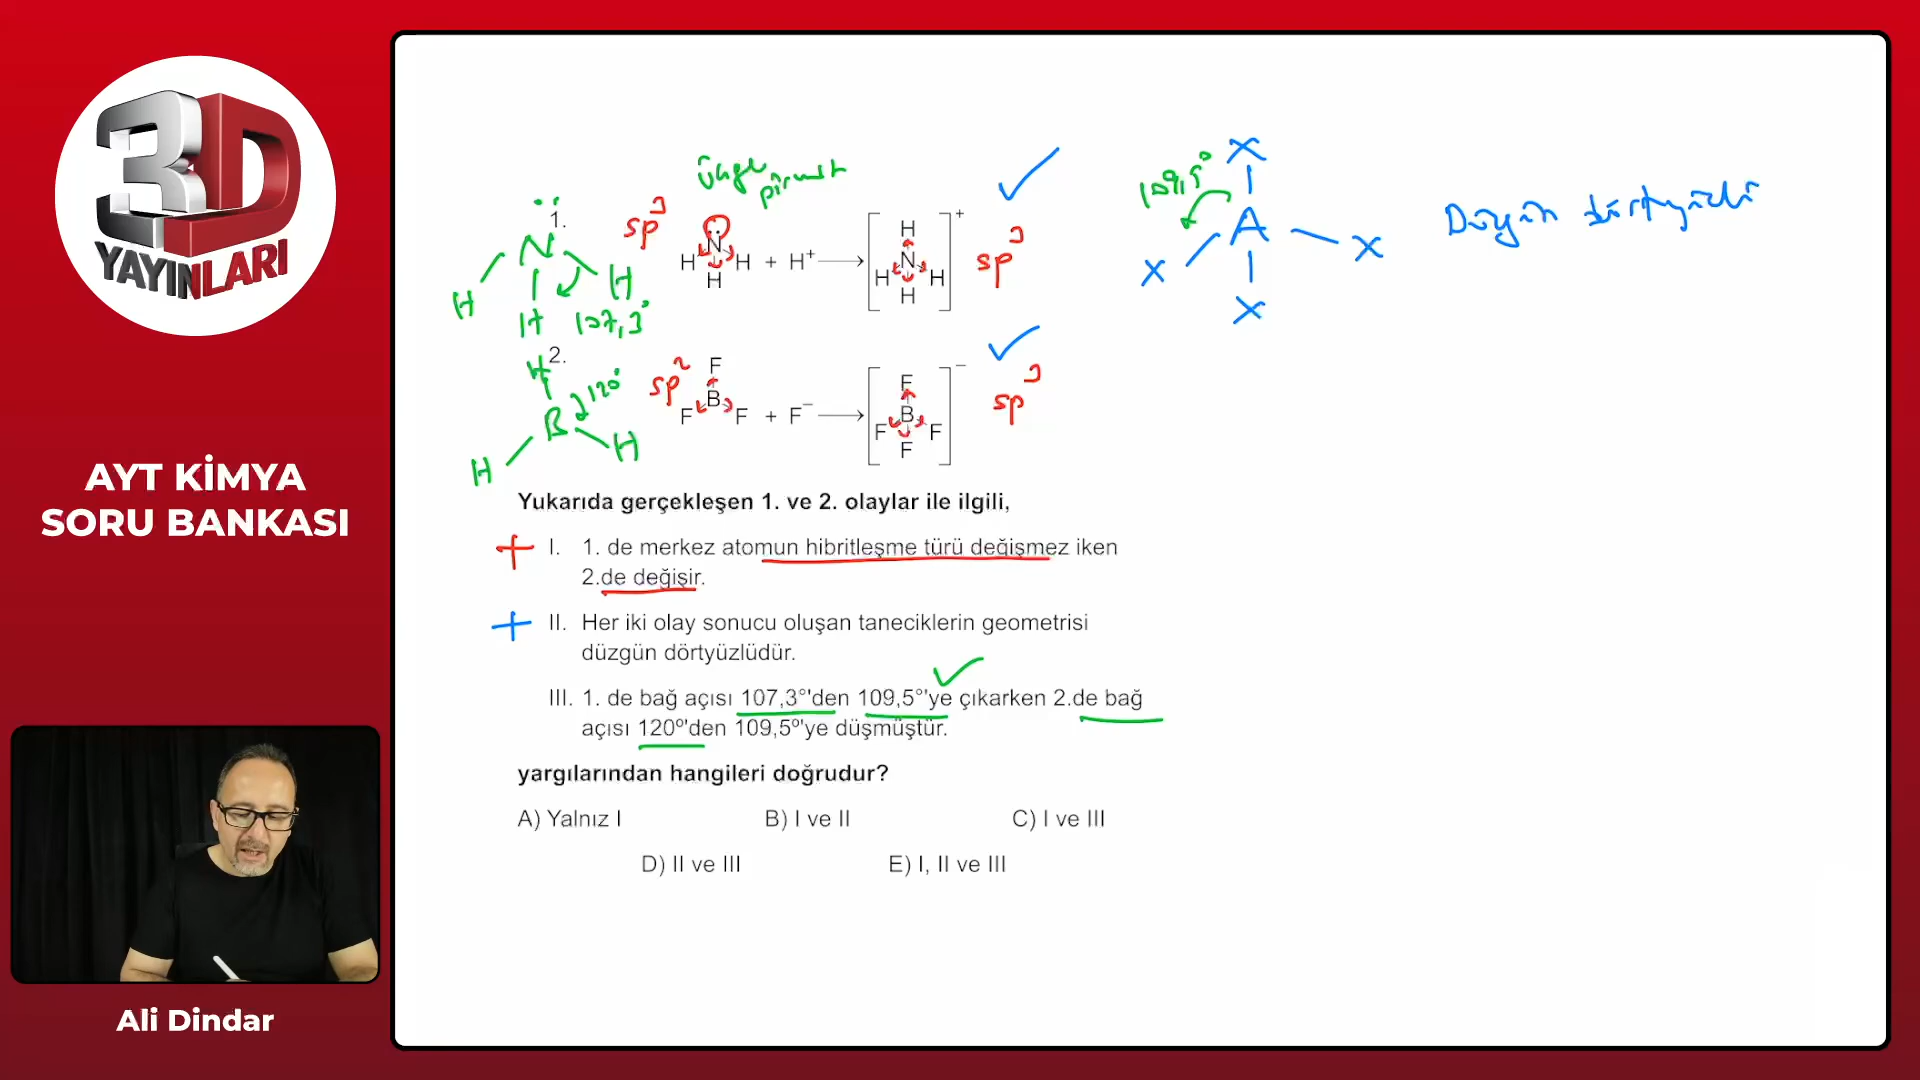 3D
YAYINLARI
AYT KİMYA
SORU BANKASI
Ali Dindar
1.
N
H
H
H
107,3°
sp³
üçgen
piramit
H N H + H⁺ → [H N H]⁺
H
H
H
sp³
2.
H
B
H
H
120°
sp²
F
F B F + F⁻ → [F B F]⁻
F
F
sp³
109,5°
X
A
X
X
X
Düzgün dörtyüzlü
Yukarıda gerçekleşen 1. ve 2. olaylar ile ilgili,
+ I. 1. de merkez atomun hibritleşme türü değişmez iken
2.de değişir.
+ II. Her iki olay sonucu oluşan taneciklerin geometrisi
düzgün dörtyüzlüdür.
III. 1. de bağ açısı 107,3°'den 109,5°'ye çıkarken 2.de bağ
açısı 120º'den 109,5º'ye düşmüştür.
yargılarından hangileri doğrudur?
A) Yalnız I B) I ve II C) I ve III
D) II ve III E) I, II ve III